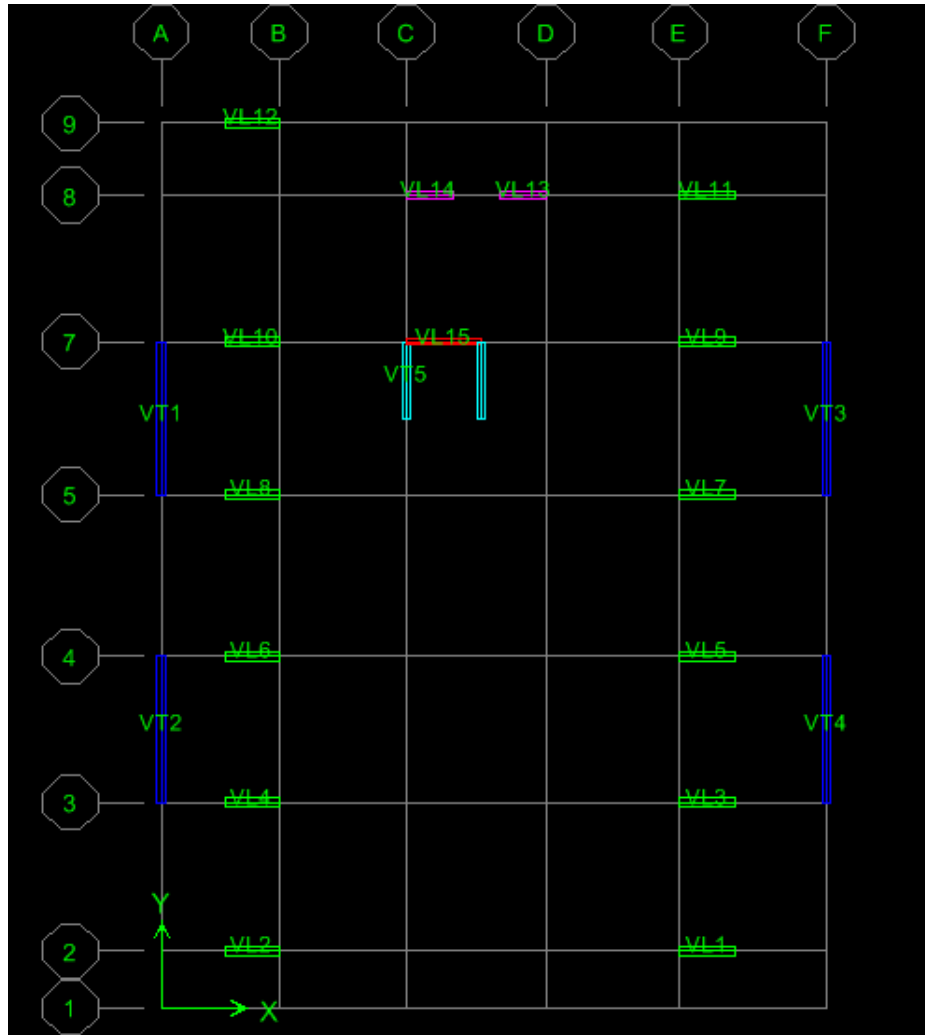 A B C D E F
9 VL12
8 VL14 VL13 VL11
7 VL10 VL15 VL9
VT5
VT1 VT3
5 VL8 VL7
4 VL6 VL5
VT2 VT4
3 VL4 VL3
Y
2 VL2 VL1
1 X